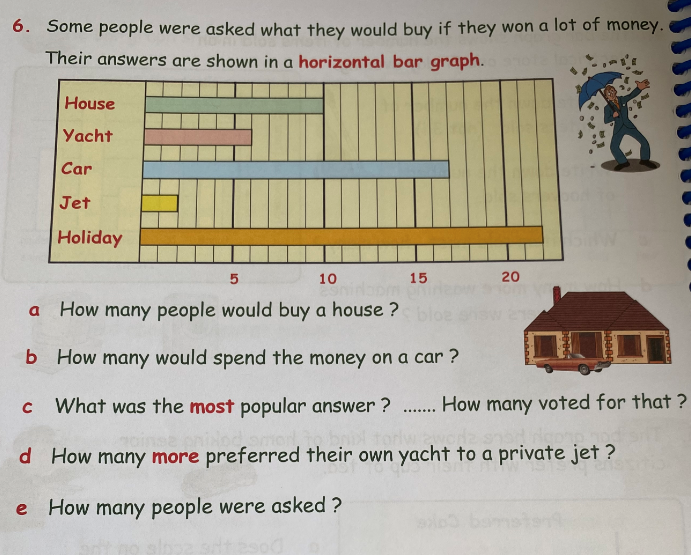 6. Some people were asked what they would buy if they won a lot of money.
Their answers are shown in a horizontal bar graph.
House
Yacht
Car
Jet
Holiday
5 10 15 20
a How many people would buy a house ?
b How many would spend the money on a car ?
c What was the most popular answer ? ....... How many voted for that ?
d How many more preferred their own yacht to a private jet ?
e How many people were asked ?